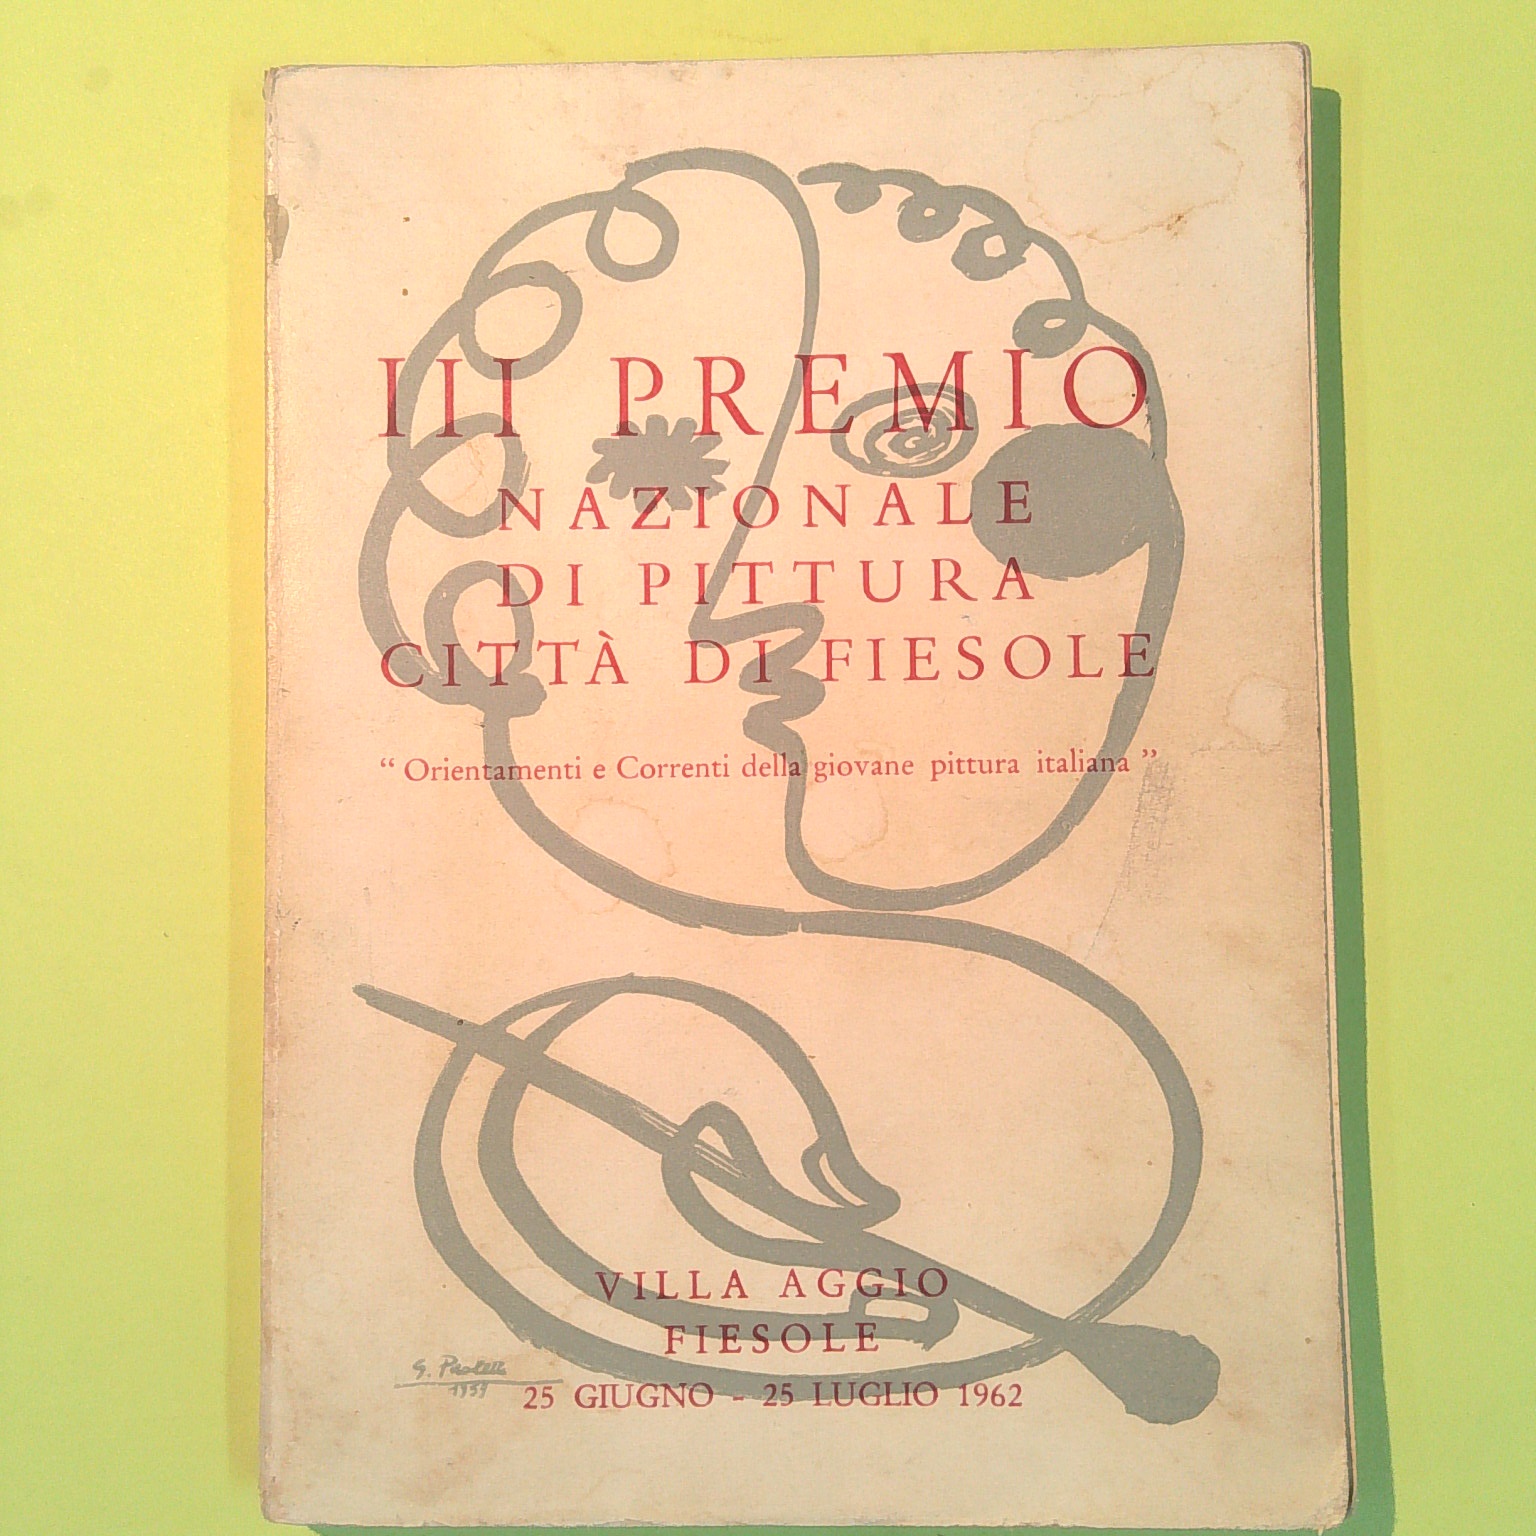 III PREMIO
NAZIONALE
DI PITTURA
CITTÀ DI FIESOLE
“ Orientamenti e Correnti della giovane pittura italiana ”
VILLA AGGIO
FIESOLE
25 GIUGNO - 25 LUGLIO 1962
G.